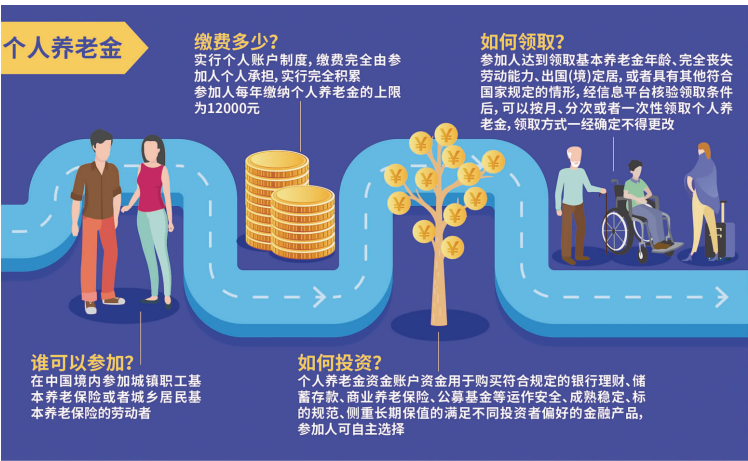 个人养老金
缴费多少?
实行个人账户制度,缴费完全由参
加人个人承担,实行完全积累
参加人每年缴纳个人养老金的上限
为12000元
如何领取?
参加人达到领取基本养老金年龄、完全丧失
劳动能力、出国(境)定居,或者具有其他符合
国家规定的情形,经信息平台核验领取条件
后,可以按月、分次或者一次性领取个人养
老金,领取方式一经确定不得更改
谁可以参加?
在中国境内参加城镇职工基
本养老保险或者城乡居民基
本养老保险的劳动者
如何投资?
个人养老金资金账户资金用于购买符合规定的银行理财、储
蓄存款、商业养老保险、公募基金等运作安全、成熟稳定、标
的规范、侧重长期保值的满足不同投资者偏好的金融产品,
参加人可自主选择
¥
¥
¥
¥
¥
¥
¥
¥
¥
¥
¥